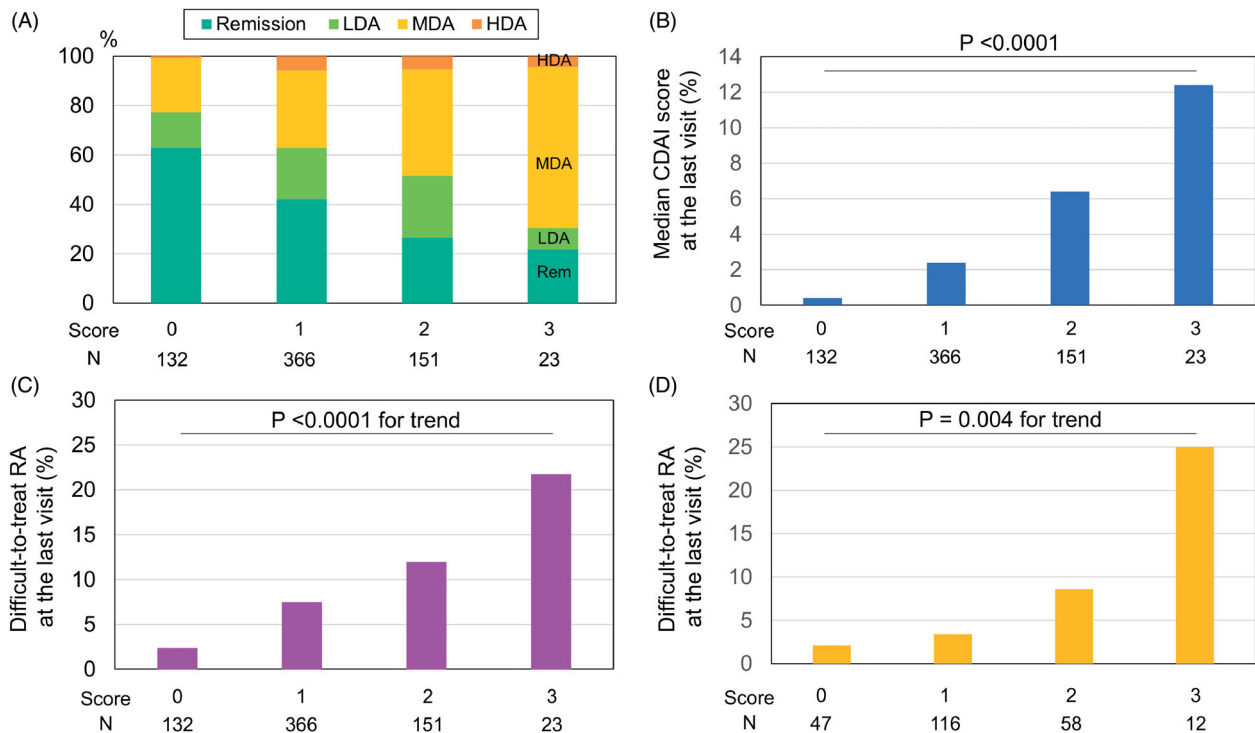 (A)
Remission LDA MDA HDA
%
100
80
60
40
20
0
HDA
MDA
LDA
Rem
Score 0 1 2 3
N 132 366 151 23
(B)
P <0.0001
Median CDAI score
at the last visit (%)
14
12
10
8
6
4
2
0
Score 0 1 2 3
N 132 366 151 23
(C)
P <0.0001 for trend
Difficult-to-treat RA
at the last visit (%)
30
25
20
15
10
5
0
Score 0 1 2 3
N 132 366 151 23
(D)
P = 0.004 for trend
Difficult-to-treat RA
at the last visit (%)
30
25
20
15
10
5
0
Score 0 1 2 3
N 47 116 58 12